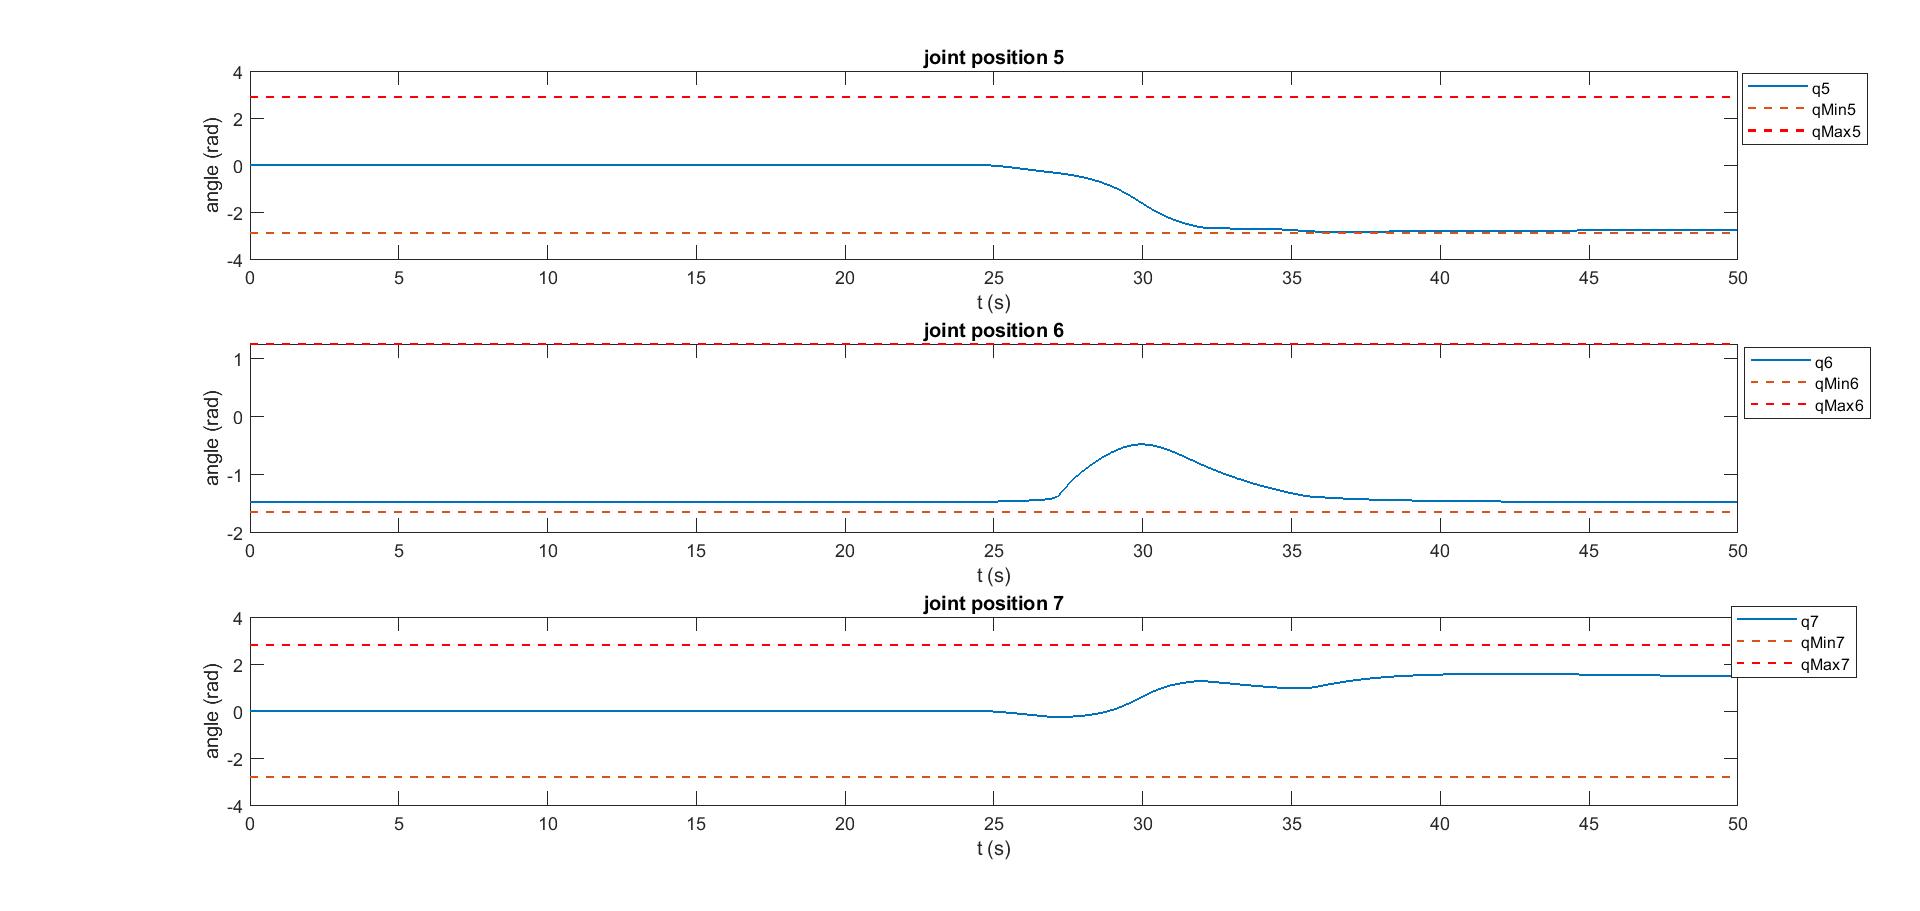 joint position 5
4
2
0
-2
-4
angle (rad)
0 5 10 15 20 25 30 35 40 45 50
t (s)
q5
qMin5
qMax5
joint position 6
1
0
-1
-2
angle (rad)
0 5 10 15 20 25 30 35 40 45 50
t (s)
q6
qMin6
qMax6
joint position 7
4
2
0
-2
-4
angle (rad)
0 5 10 15 20 25 30 35 40 45 50
t (s)
q7
qMin7
qMax7